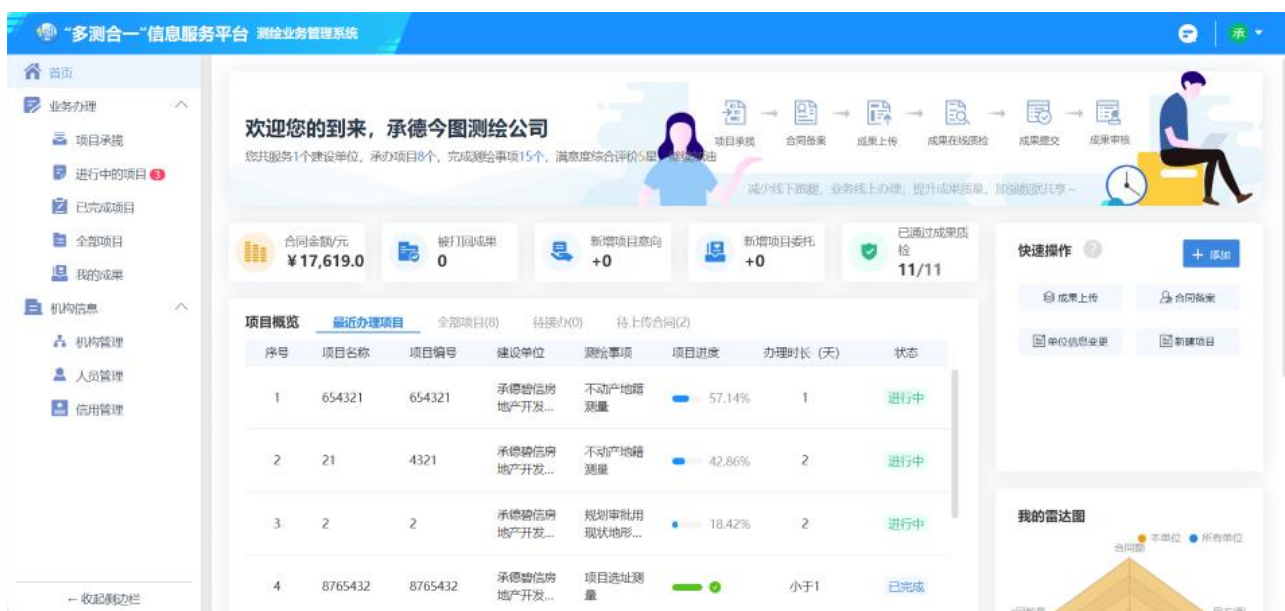 “多测合一”信息服务平台 测绘业务管理系统
承
首页
业务办理
项目承揽
进行中的项目 3
已完成项目
全部项目
我的成果
机构信息
机构管理
人员管理
信用管理
←收起侧边栏
欢迎您的到来，承德今图测绘公司
您共服务1个建设单位，承办项目8个，完成测绘事项15个，满意度综合评价5星，继续加油
项目承揽 合同备案 成果上传 成果在线质检 成果提交 成果审核
减少线下跑腿，业务线上办理；提升成果质量，加强数据共享~
合同金额/元
¥17,619.0
被打回成果
0
新增项目意向
+0
新增项目委托
+0
已通过成果质
检
11/11
快速操作 ? + 添加
成果上传 合同备案
单位信息变更 新建项目
项目概览 最近办理项目 全部项目(8) 待接办(0) 待上传合同(2)
序号 项目名称 项目编号 建设单位 测绘事项 项目进度 办理时长（天） 状态
1 654321 654321 承德碧信房地产开发... 不动产地籍测量 57.14% 1 进行中
2 21 4321 承德碧信房地产开发... 不动产地籍测量 42.86% 2 进行中
3 2 2 承德碧信房地产开发... 规划审批用现状地形... 18.42% 2 进行中
4 8765432 8765432 承德碧信房地产开发... 项目选址测量 小于1 已完成
我的雷达图
本单位 所有单位
合同额